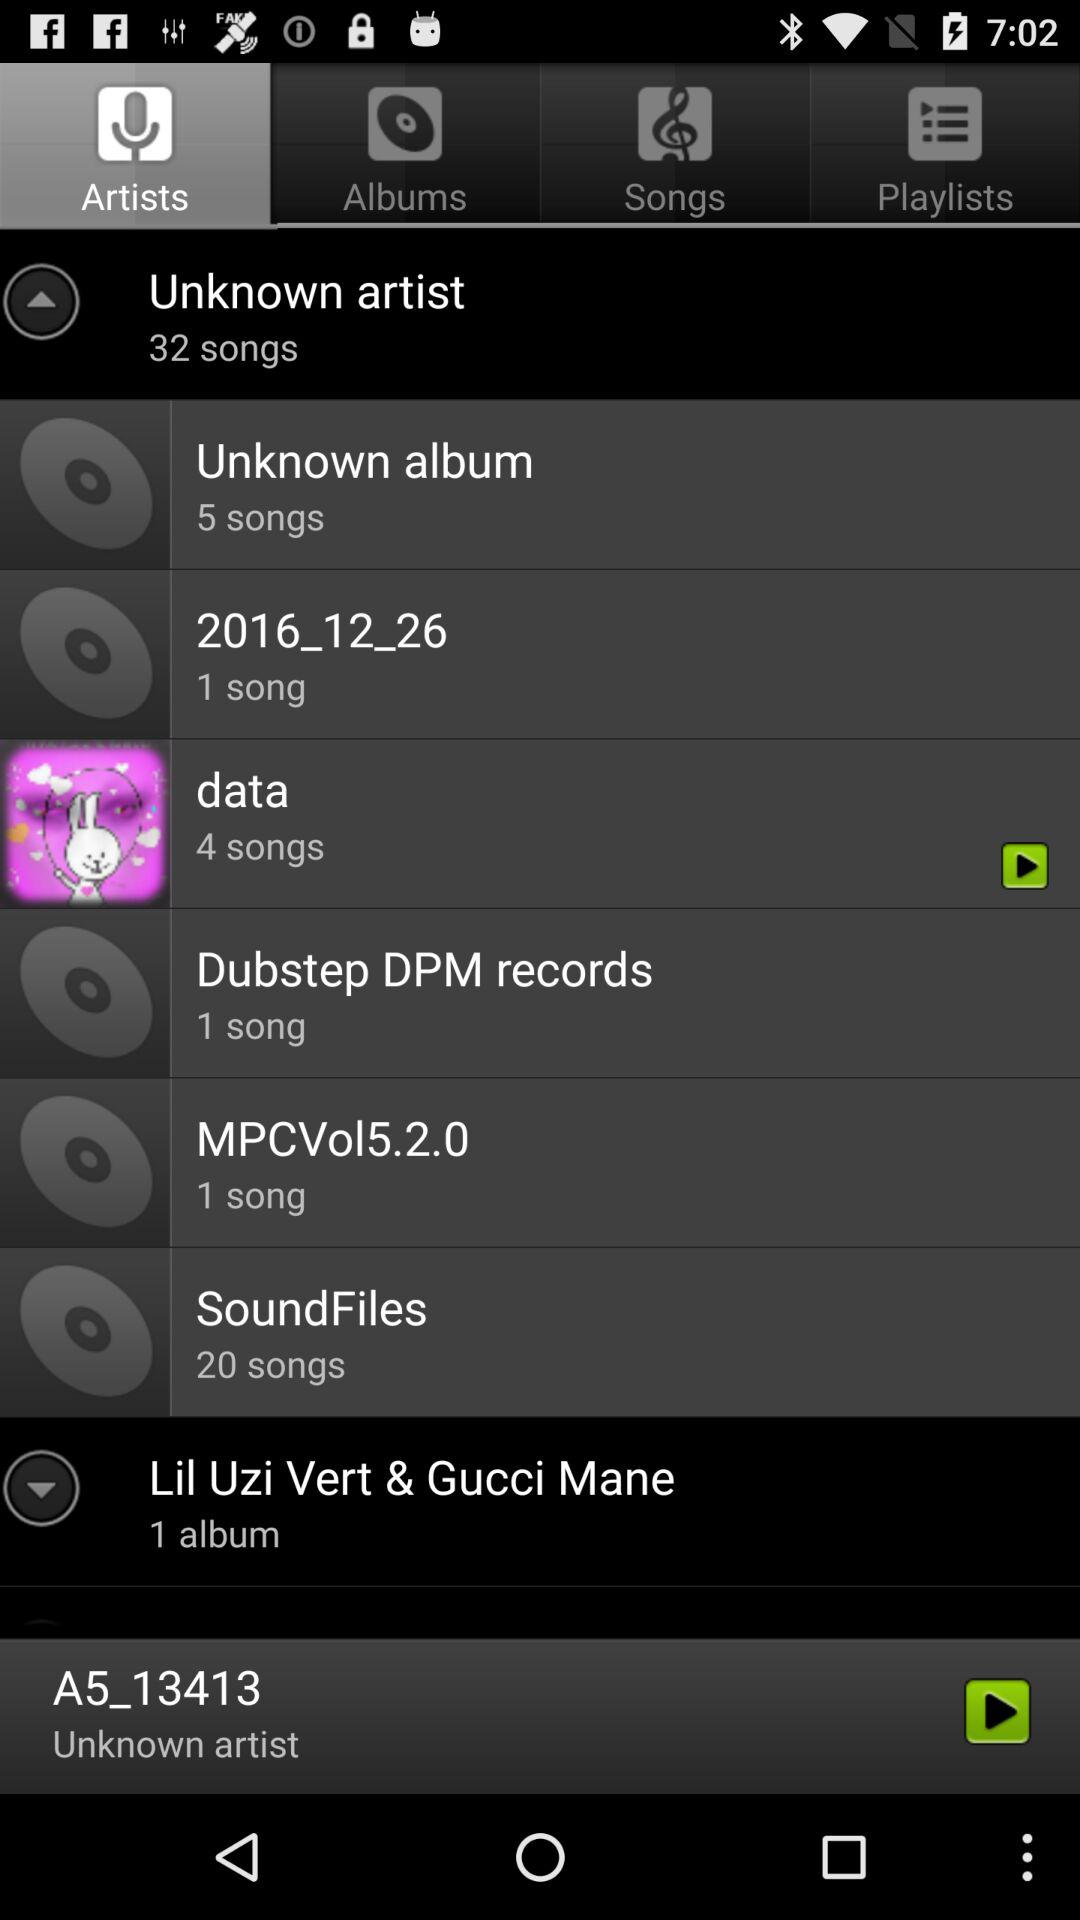 FAKE
7:02
Artists
Albums
Songs
Playlists
Unknown artist
32 songs
Unknown album
5 songs
2016_12_26
1 song
data
4 songs
Dubstep DPM records
1 song
MPCVol5.2.0
1 song
SoundFiles
20 songs
Lil Uzi Vert & Gucci Mane
1 album
A5_13413
Unknown artist